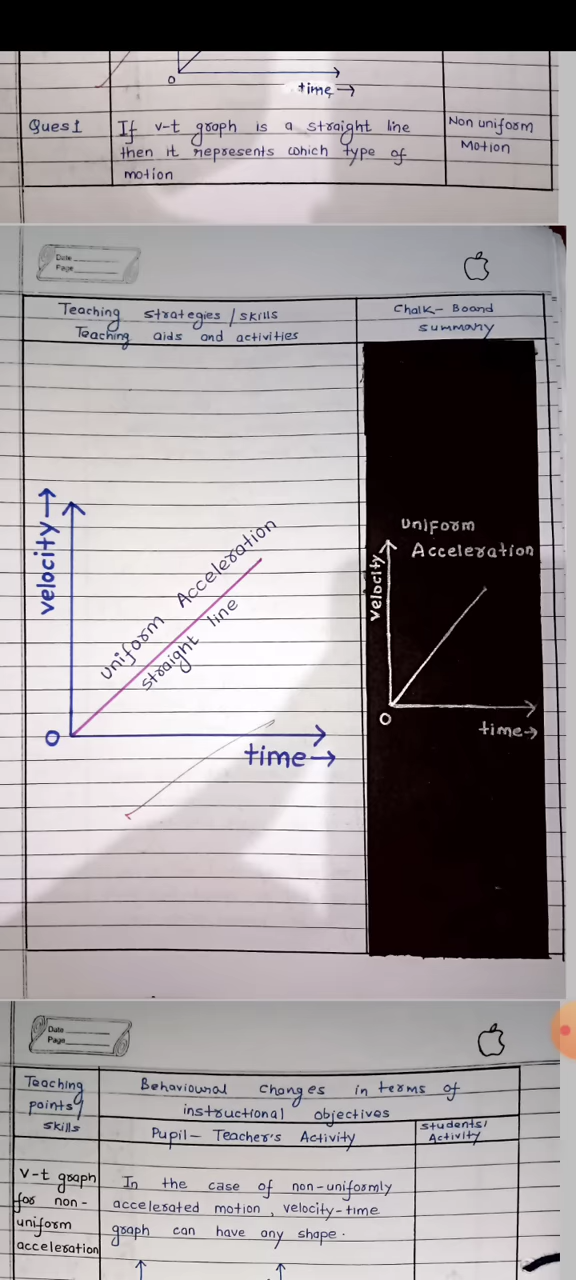 O
time →
Ques 1
If v-t graph is a straight line
then it represents which type of
motion
Non uniform
Motion
Date
Page
Teaching strategies / skills
Teaching aids and activities
Chalk - Board
summary
velocity →
uniform Acceleration
straight line
O
time →
uniform
Acceleration
velocity
O
time →
Date
Page
Teaching
points/
skills
Behavioural changes in terms of
instructional objectives
Pupil - Teacher's Activity
Students'
Activity
V-t graph
for non-
uniform
acceleration
In the case of non-uniformly
accelerated motion, velocity-time
graph can have any shape.